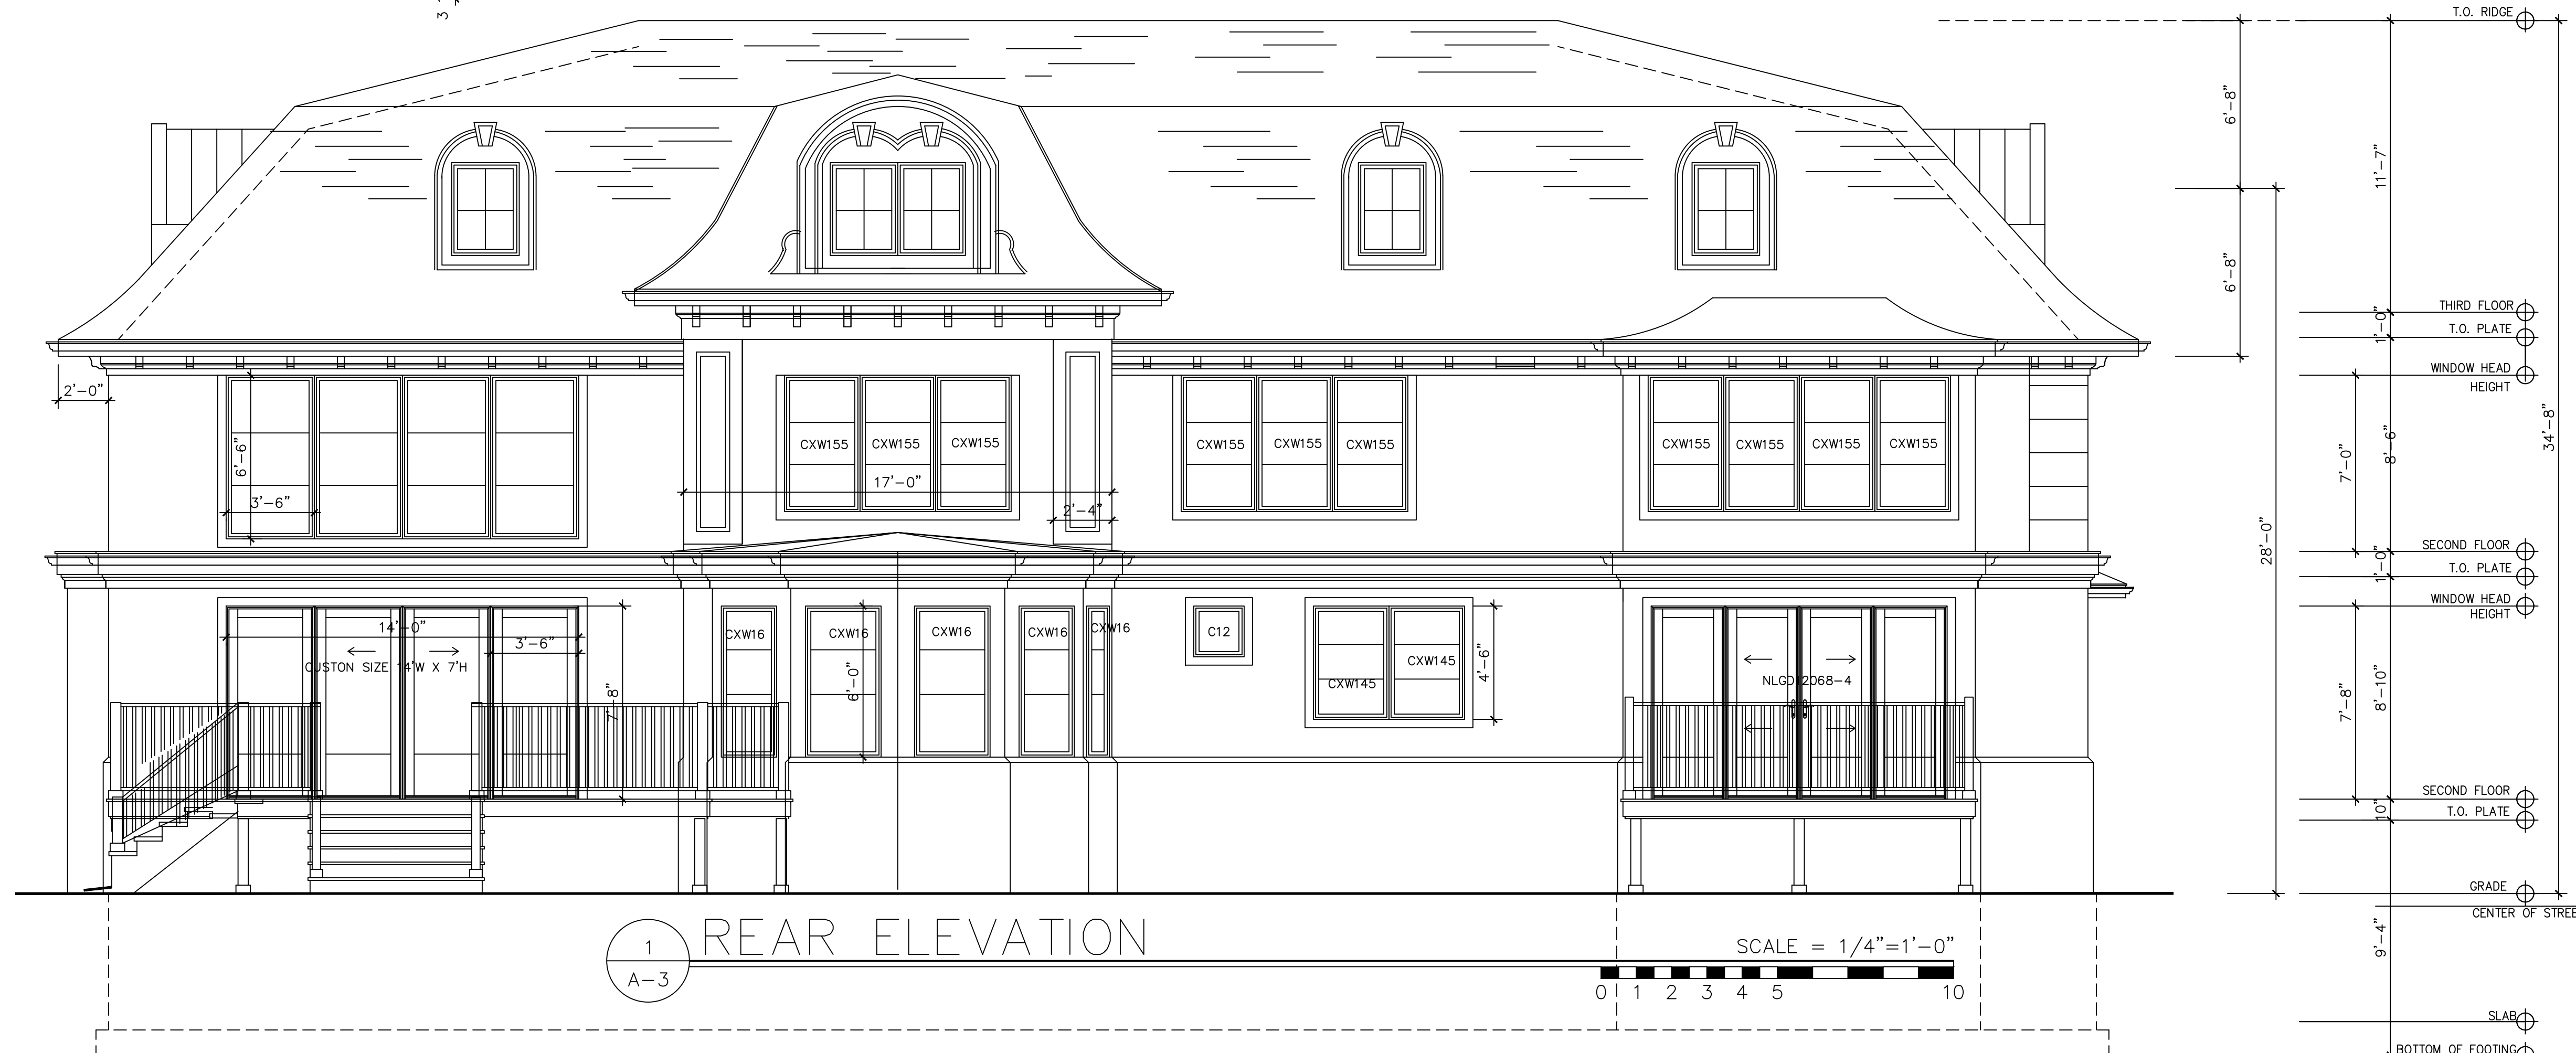 3
T.O. RIDGE
6'-8"
11'-7"
6'-8"
THIRD FLOOR
1'-0"
T.O. PLATE
WINDOW HEAD
HEIGHT
2'-0"
34'-8"
6'-6"
CXW155 CXW155 CXW155 CXW155 CXW155 CXW155 CXW155 CXW155 CXW155 CXW155
7'-0"
8'-6"
17'-0"
3'-6"
2'-4"
28'-0"
SECOND FLOOR
1'-0"
T.O. PLATE
WINDOW HEAD
HEIGHT
14'-0"
3'-6"
CXW16 CXW16 CXW16 CXW16 CXW16
C12
CUSTON SIZE 14'W X 7'H
6'-0"
CXW145
CXW145
4'-6"
NLGD12068-4
7'-8"
7'-8"
8'-10"
SECOND FLOOR
10"
T.O. PLATE
GRADE
CENTER OF STREE
9'-4"
1
A-3
REAR ELEVATION
SCALE = 1/4"=1'-0"
0 1 2 3 4 5 10
SLAB
BOTTOM OF FOOTING